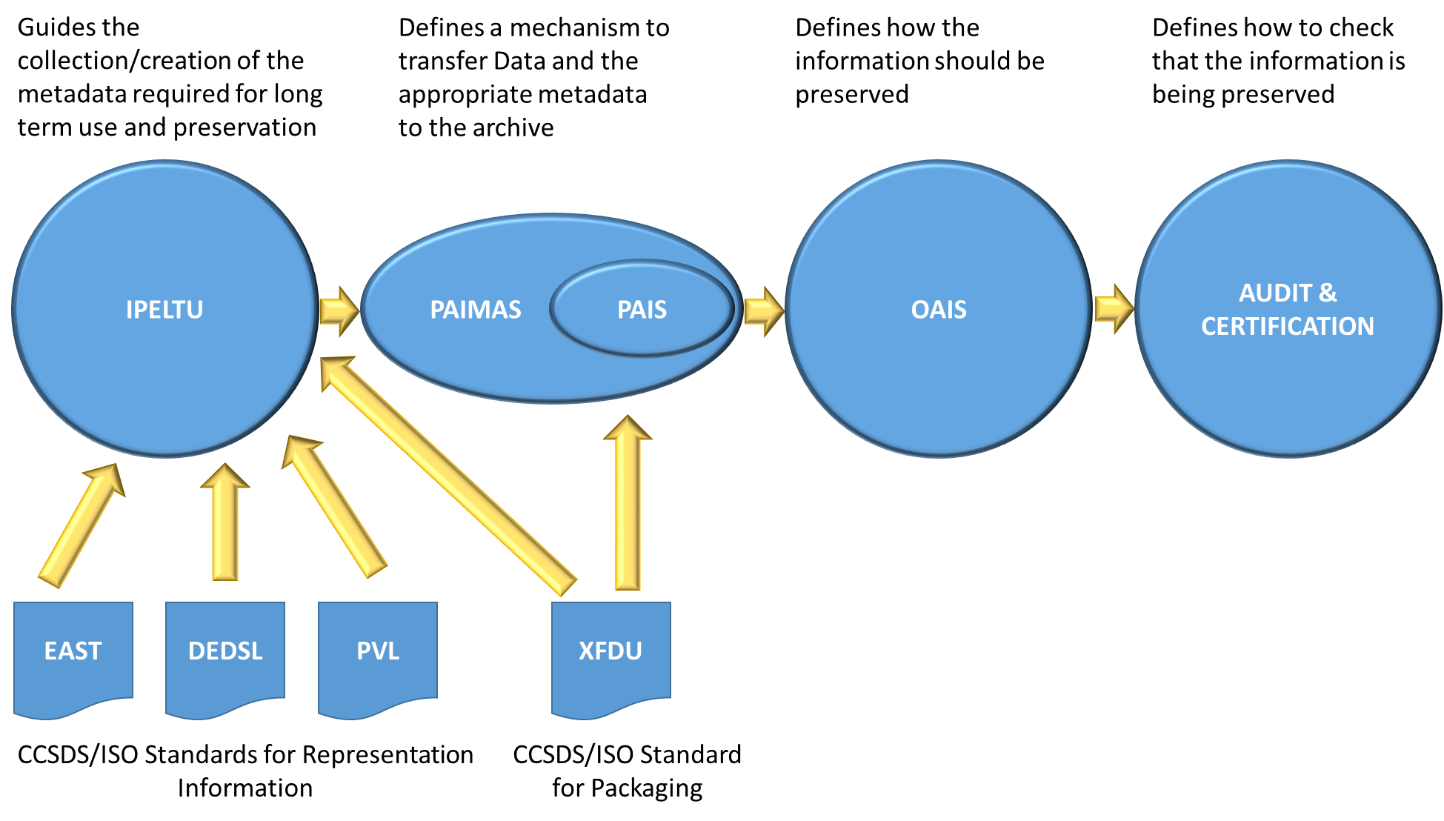 Guides the
collection/creation of the
metadata required for long
term use and preservation
Defines a mechanism to
transfer Data and the
appropriate metadata
to the archive
Defines how the
information should be
preserved
Defines how to check
that the information is
being preserved
IPELTU
PAIMAS
PAIS
OAIS
AUDIT &
CERTIFICATION
EAST
DEDSL
PVL
XFDU
CCSDS/ISO Standards for Representation
Information
CCSDS/ISO Standard
for Packaging